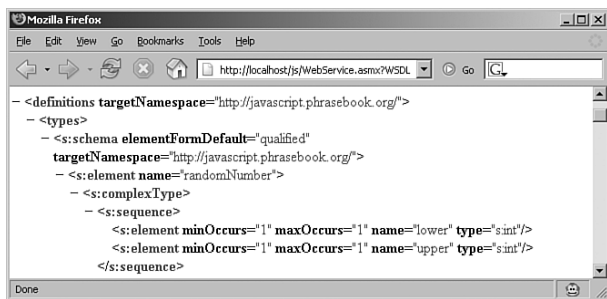 Mozilla Firefox
File Edit View Go Bookmarks Tools Help
http://localhost/js/WebService.asmx?WSDL Go G
− <definitions targetNamespace="http://javascript.phrasebook.org/">
− <types>
− <s:schema elementFormDefault="qualified"
targetNamespace="http://javascript.phrasebook.org/">
− <s:element name="randomNumber">
− <s:complexType>
− <s:sequence>
<s:element minOccurs="1" maxOccurs="1" name="lower" type="s:int"/>
<s:element minOccurs="1" maxOccurs="1" name="upper" type="s:int"/>
</s:sequence>
Done